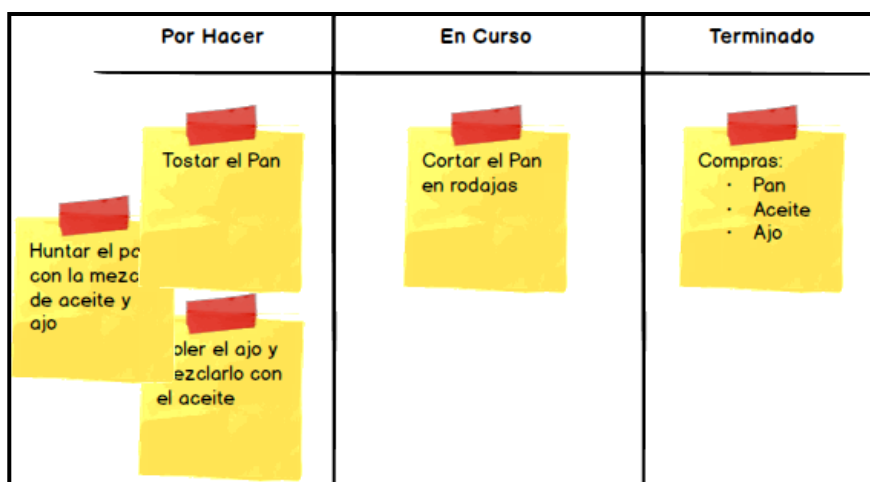 Por Hacer
En Curso
Terminado
Tostar el Pan
Huntar el
con la
de aceite y
ajo
el ajo y
con
el aceite
Cortar el Pan
en rodajas
Compras:
· Pan
· Aceite
· Ajo